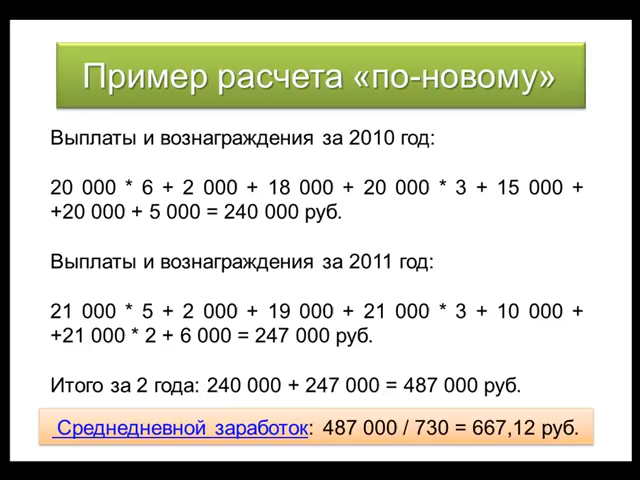 Пример расчета «по-новому»
Выплаты и вознаграждения за 2010 год:
20 000 * 6 + 2 000 + 18 000 + 20 000 * 3 + 15 000 +
+20 000 + 5 000 = 240 000 руб.
Выплаты и вознаграждения за 2011 год:
21 000 * 5 + 2 000 + 19 000 + 21 000 * 3 + 10 000 +
+21 000 * 2 + 6 000 = 247 000 руб.
Итого за 2 года: 240 000 + 247 000 = 487 000 руб.
Среднедневной заработок: 487 000 / 730 = 667,12 руб.